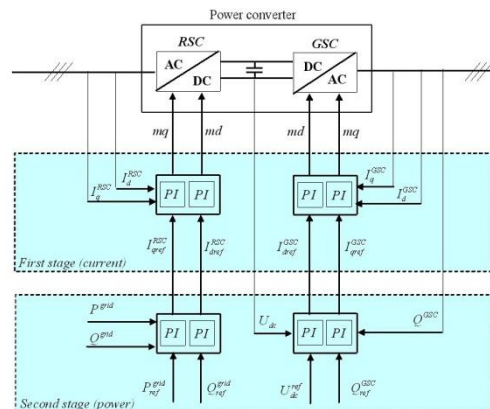 Power converter
RSC GSC
AC DC DC AC
mq md md mq
I_d^RSC I_q^GSC
I_q^RSC I_d^GSC
PI PI PI PI
I_qref^RSC I_dref^RSC I_dref^GSC I_qref^GSC
First stage (current)
P^grid
Q^grid
PI PI U_dc PI PI Q^GSC
P_ref^grid Q_ref^grid U_dc^ref Q_ref^GSC
Second stage (power)